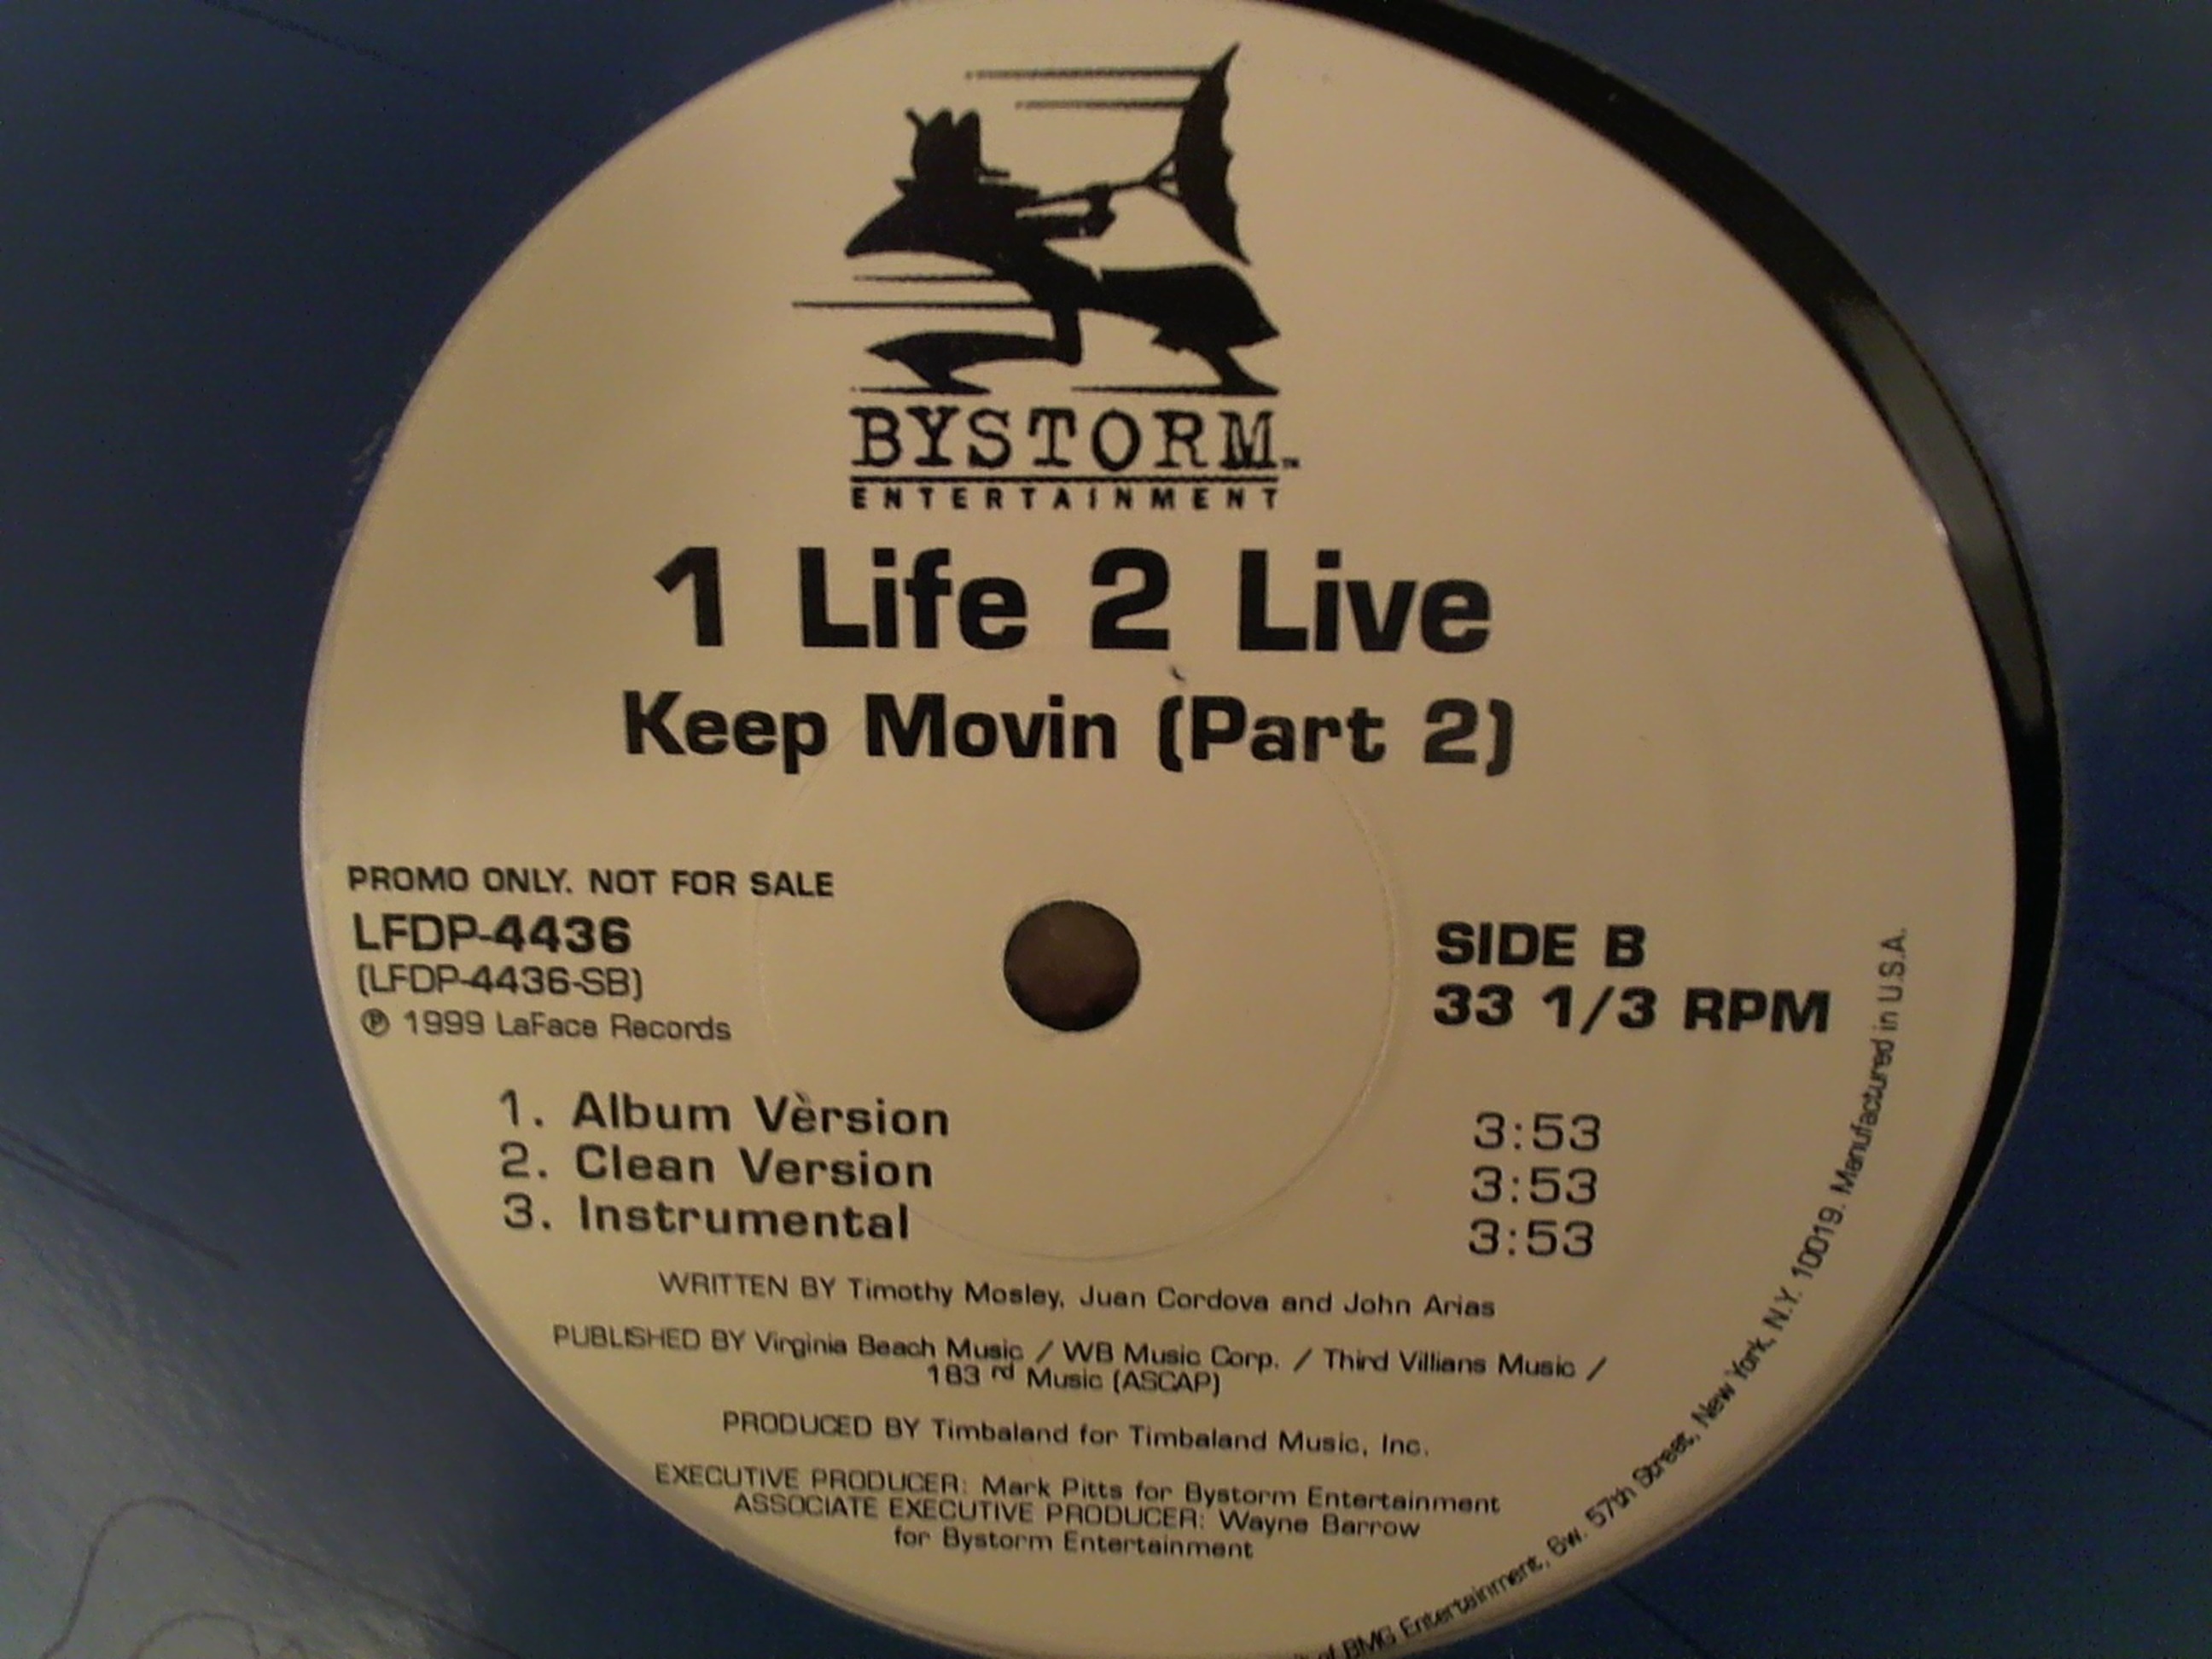 BYSTORM™
ENTERTAINMENT
1 Life 2 Live
Keep Movin (Part 2)
PROMO ONLY. NOT FOR SALE
LFDP-4436
(LFDP-4436-SB)
℗ 1999 LaFace Records
SIDE B
33 1/3 RPM
1. Album Version 3:53
2. Clean Version 3:53
3. Instrumental 3:53
WRITTEN BY Timothy Mosley, Juan Cordova and John Arias
PUBLISHED BY Virginia Beach Music / WB Music Corp. / Third Villians Music /
183 rd Music (ASCAP)
PRODUCED BY Timbaland for Timbaland Music, Inc.
EXECUTIVE PRODUCER: Mark Pitts for Bystorm Entertainment
ASSOCIATE EXECUTIVE PRODUCER: Wayne Barrow
for Bystorm Entertainment
of BMG Entertainment, 6w. 57th Street, New York, N.Y. 10019. Manufactured in U.S.A.